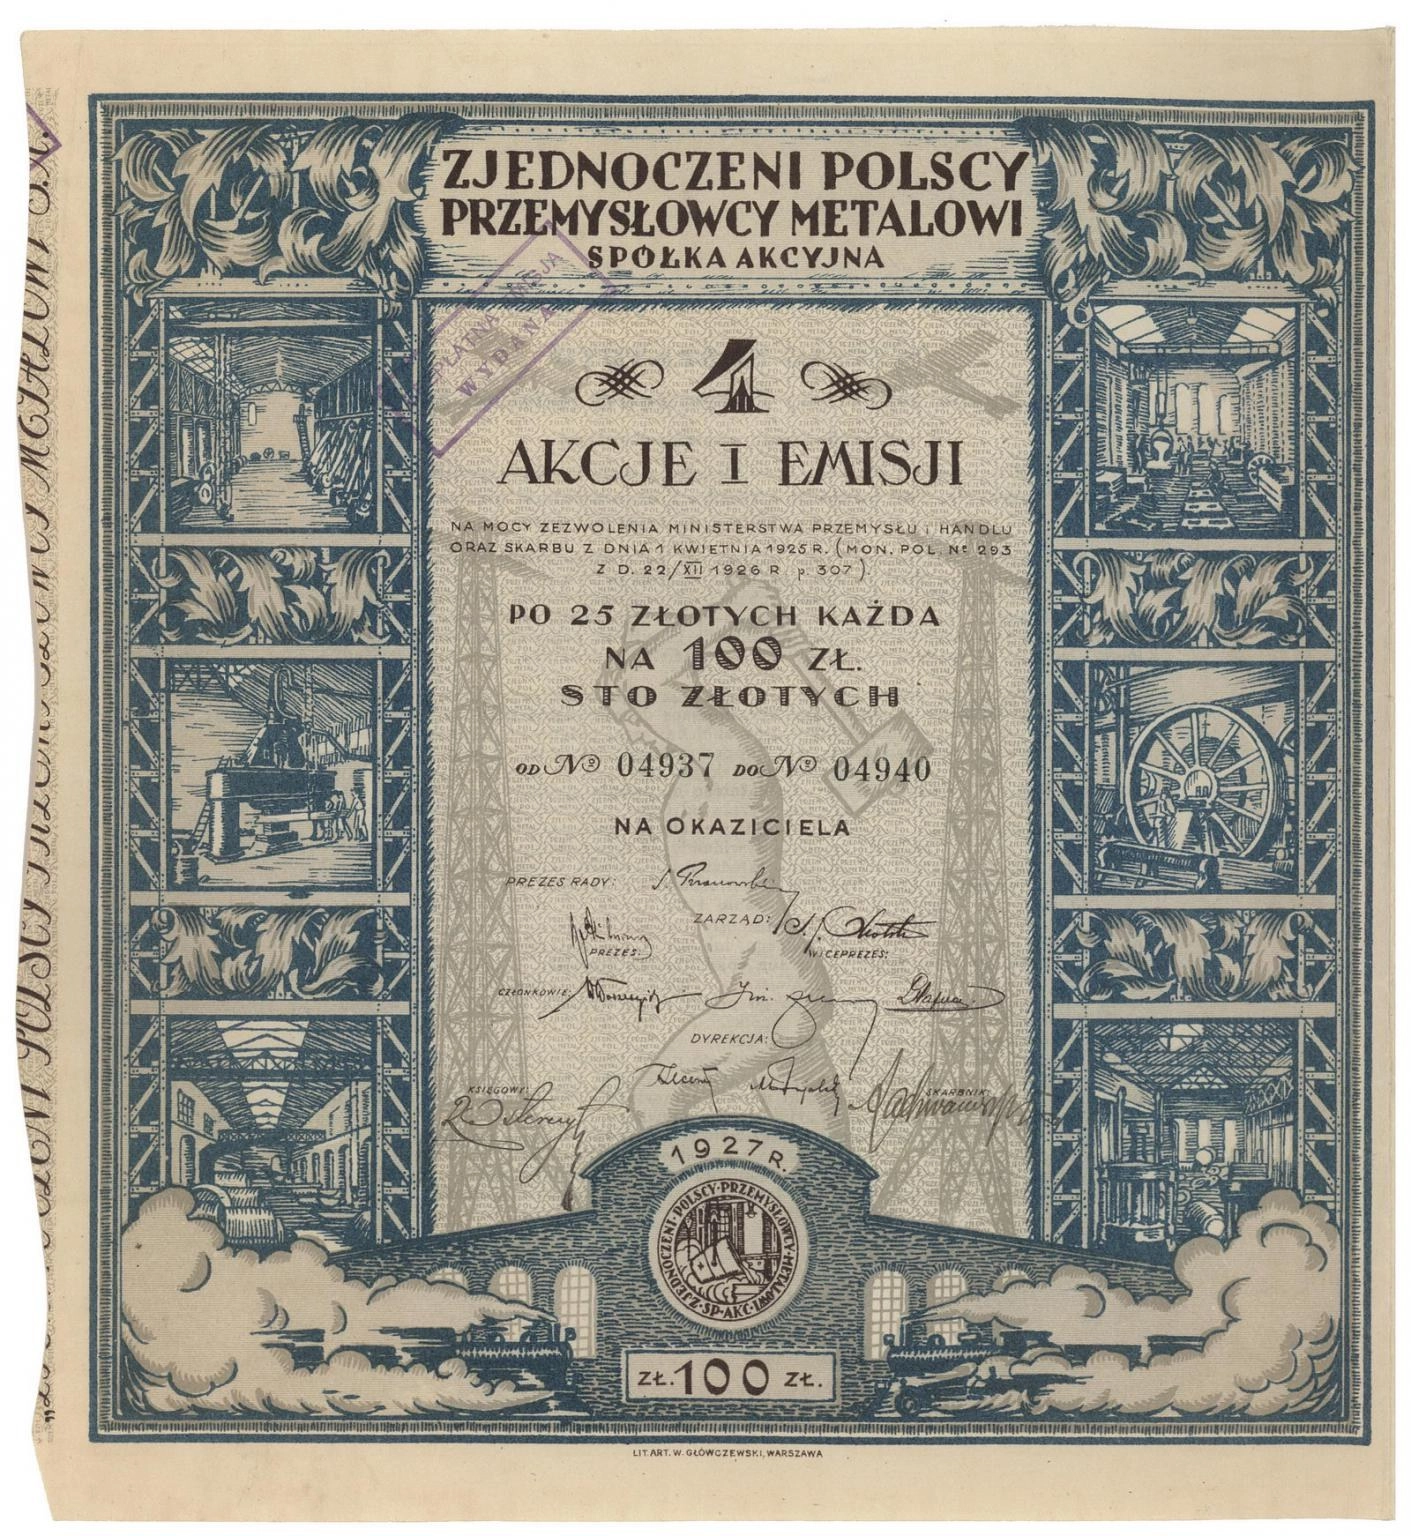 ZJEDNOCZENI POLSCY
PRZEMYSŁOWCY METALOWI
SPÓŁKA AKCYJNA
WYDANA
4
AKCJE I EMISJI
NA MOCY ZEZWOLENIA MINISTERSTWA PRZEMYSŁU i HANDLU
ORAZ SKARBU Z DNIA 1 KWIETNIA 1925 R. (MON. POL. Nr 293
Z D. 22/XII 1926 R. p 307).
PO 25 ZŁOTYCH KAŻDA
NA 100 ZŁ.
STO ZŁOTYCH
OD No 04937 DO No 04940
NA OKAZICIELA
PREZES RADY:
ZARZĄD:
PREZES:
WICEPREZES:
CZŁONKOWIE:
DYREKCJA:
KSIĘGOWY:
SKARBNIK:
1927 R.
ZJEDNOCZENI POLSCY PRZEMYSŁOWCY METALOWI SP. AKC.
ZŁ. 100 ZŁ.
LIT. ART. W. GŁÓWCZEWSKI, WARSZAWA